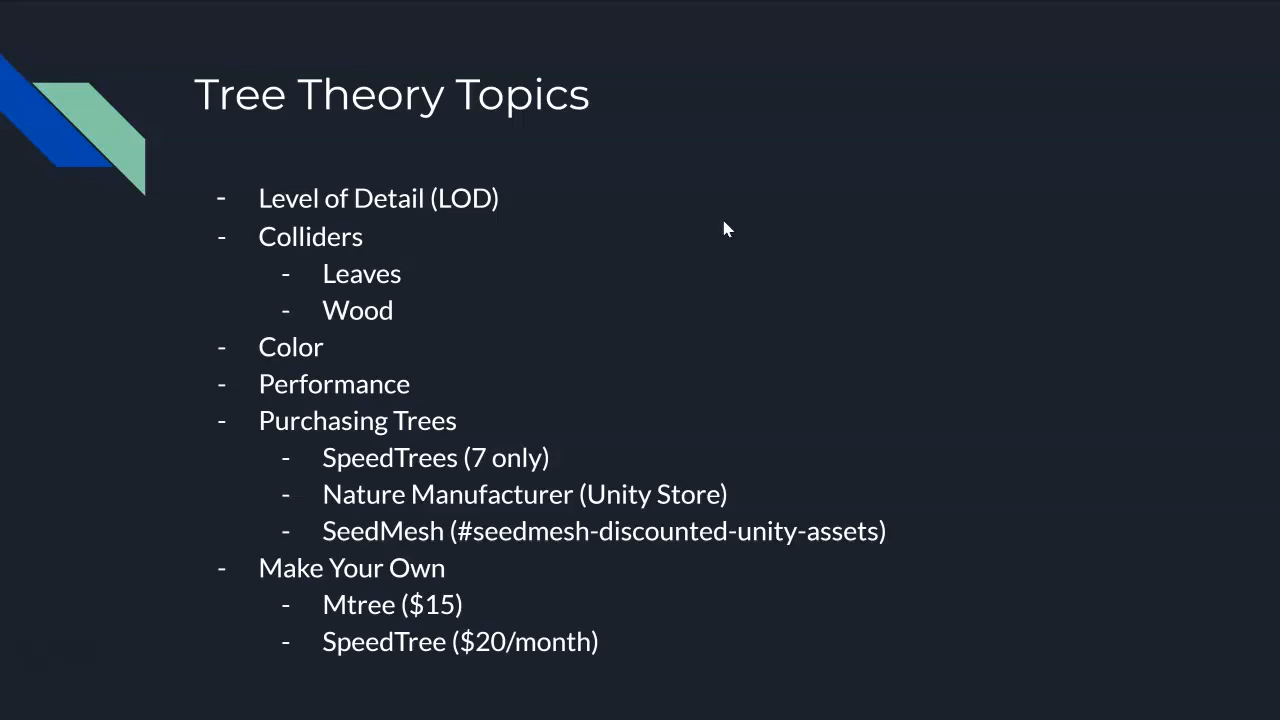 Tree Theory Topics
- Level of Detail (LOD)
- Colliders
- Leaves
- Wood
- Color
- Performance
- Purchasing Trees
- SpeedTrees (7 only)
- Nature Manufacturer (Unity Store)
- SeedMesh (#seedmesh-discounted-unity-assets)
- Make Your Own
- Mtree ($15)
- SpeedTree ($20/month)